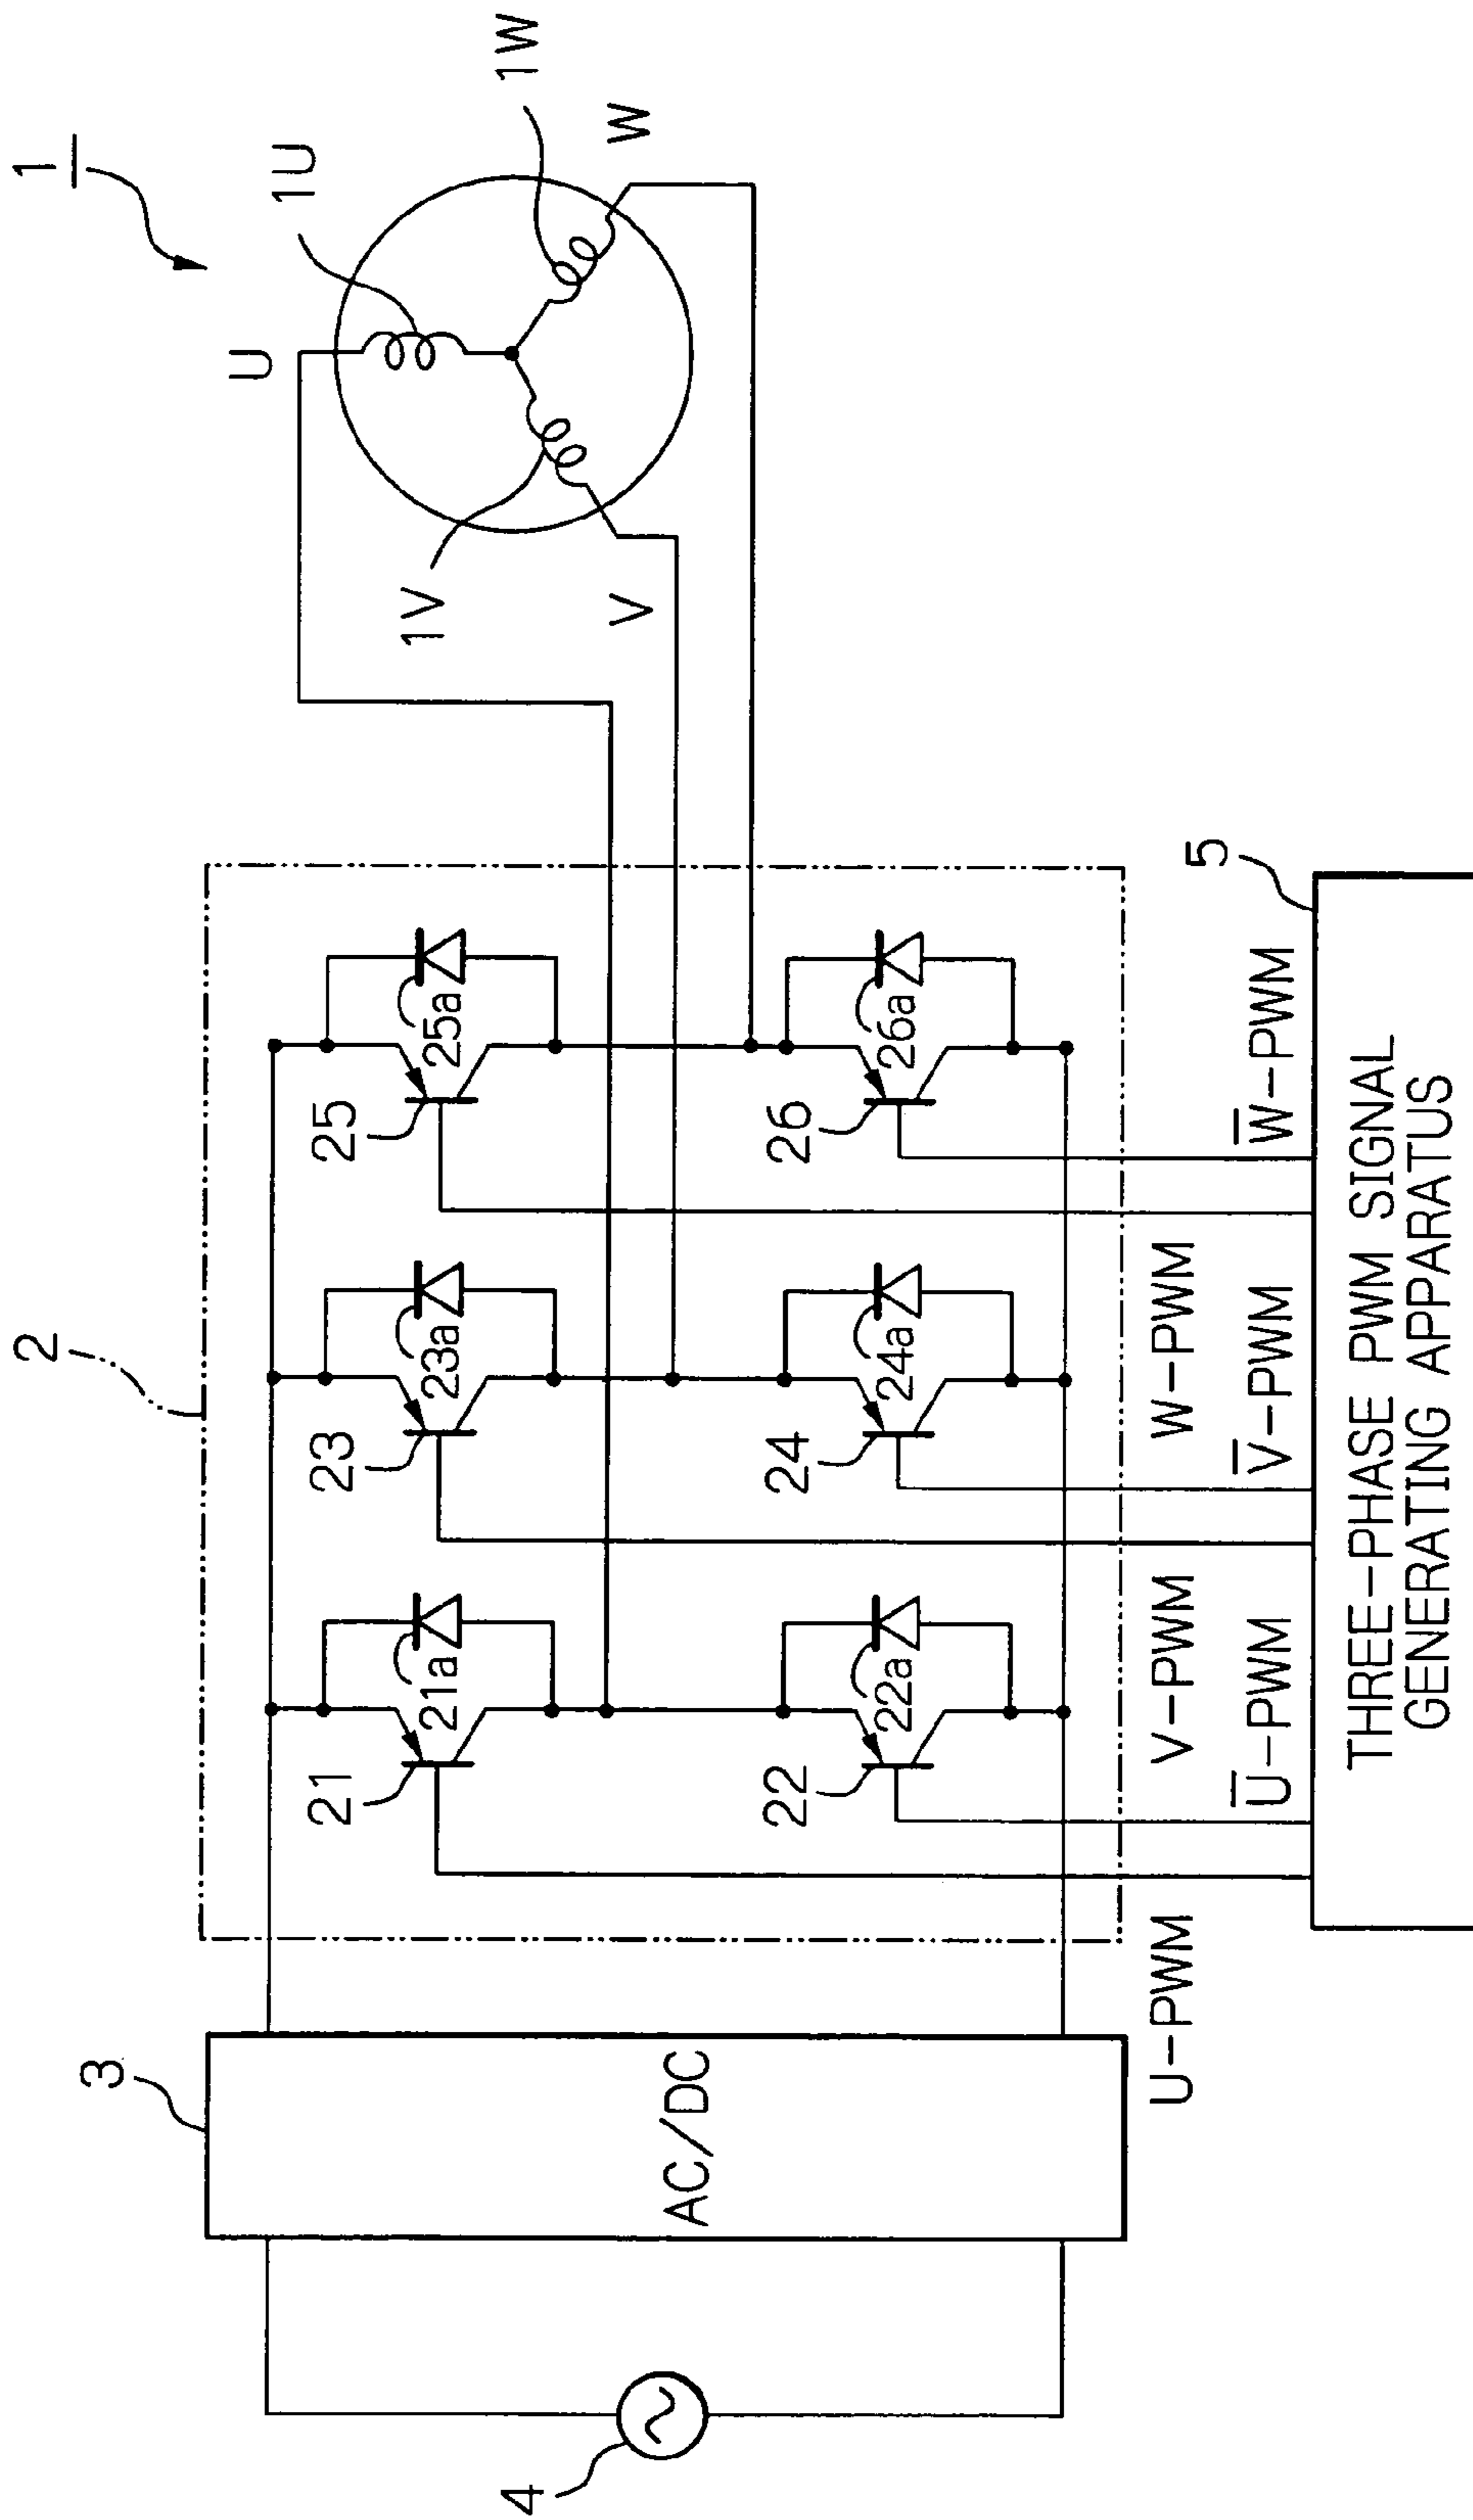 1
1U
1W
U
W
1V
V
2
25
25a
23
23a
21
21a
26
26a
24
24a
22
22a
3
AC/DC
4
5
U-PWM
V-PWM
W-PWM
U̅-PWM
V̅-PWM
W̅-PWM
THREE-PHASE PWM SIGNAL
GENERATING APPARATUS